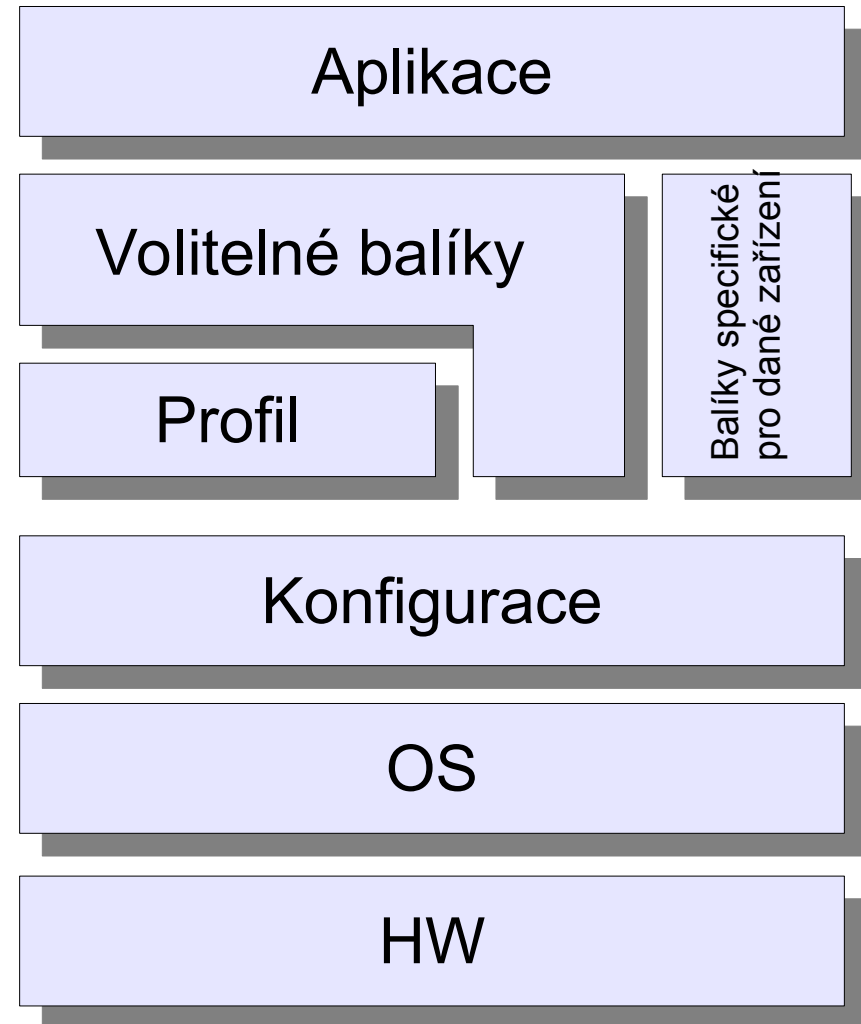 Aplikace
Volitelné balíky
Balíky specifické
pro dané zařízení
Profil
Konfigurace
OS
HW